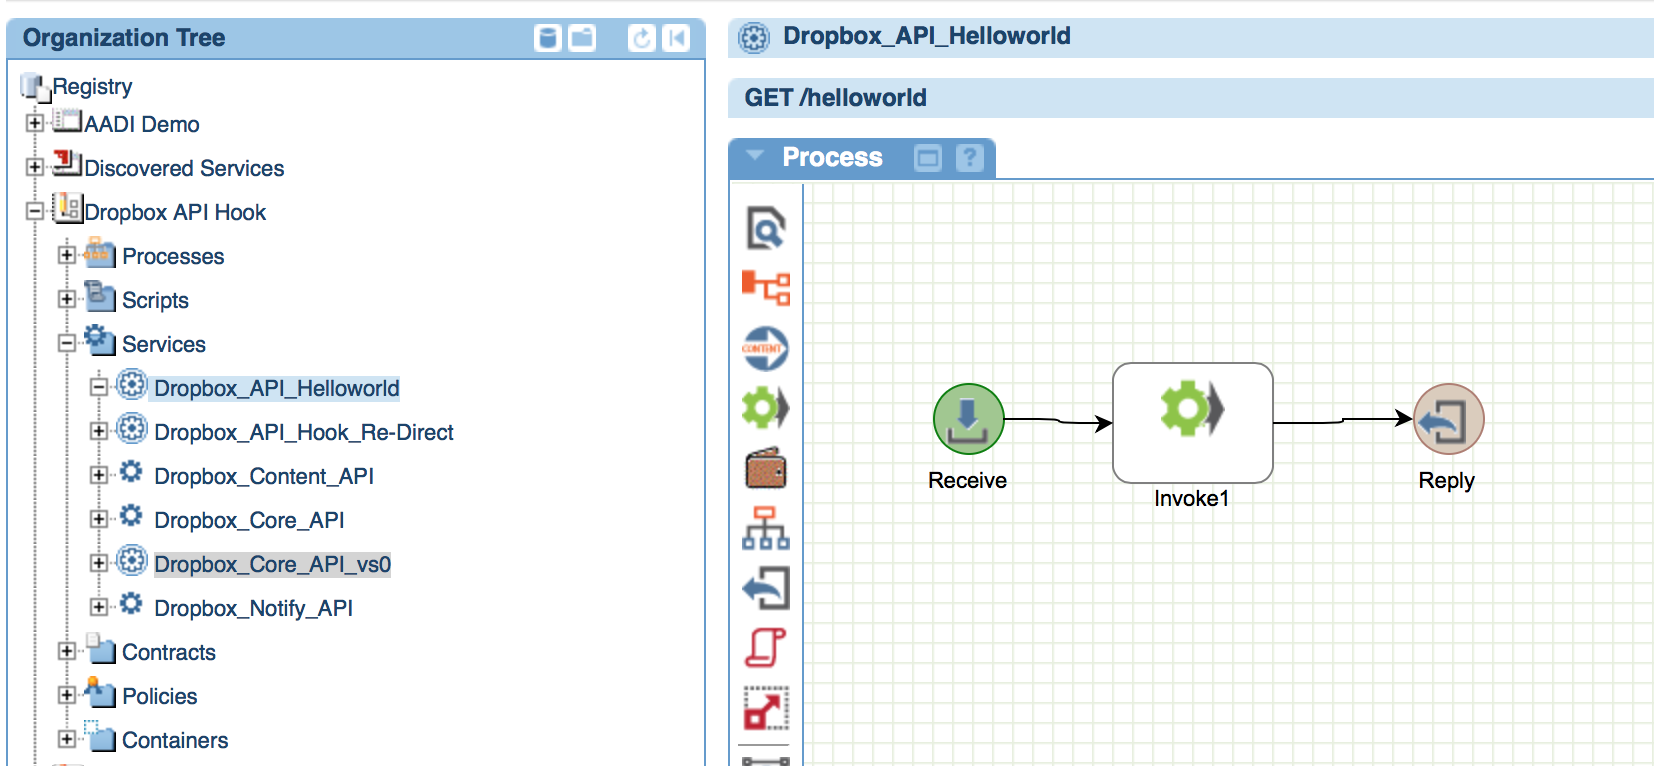 Organization Tree
Registry
AADI Demo
Discovered Services
Dropbox API Hook
Processes
Scripts
Services
Dropbox_API_Helloworld
Dropbox_API_Hook_Re-Direct
Dropbox_Content_API
Dropbox_Core_API
Dropbox_Core_API_vs0
Dropbox_Notify_API
Contracts
Policies
Containers
Dropbox_API_Helloworld
GET /helloworld
Process
?
CONTENT
Receive
Invoke1
Reply